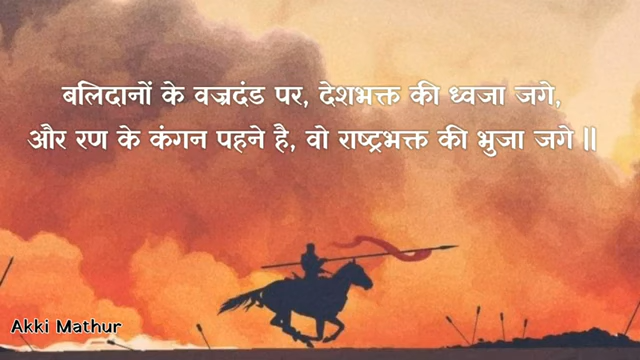 बलिदानों के वज्रदंड पर, देशभक्त की ध्वजा जगे,
और रण के कंगन पहने है, वो राष्ट्रभक्त की भुजा जगे ||
Akki Mathur